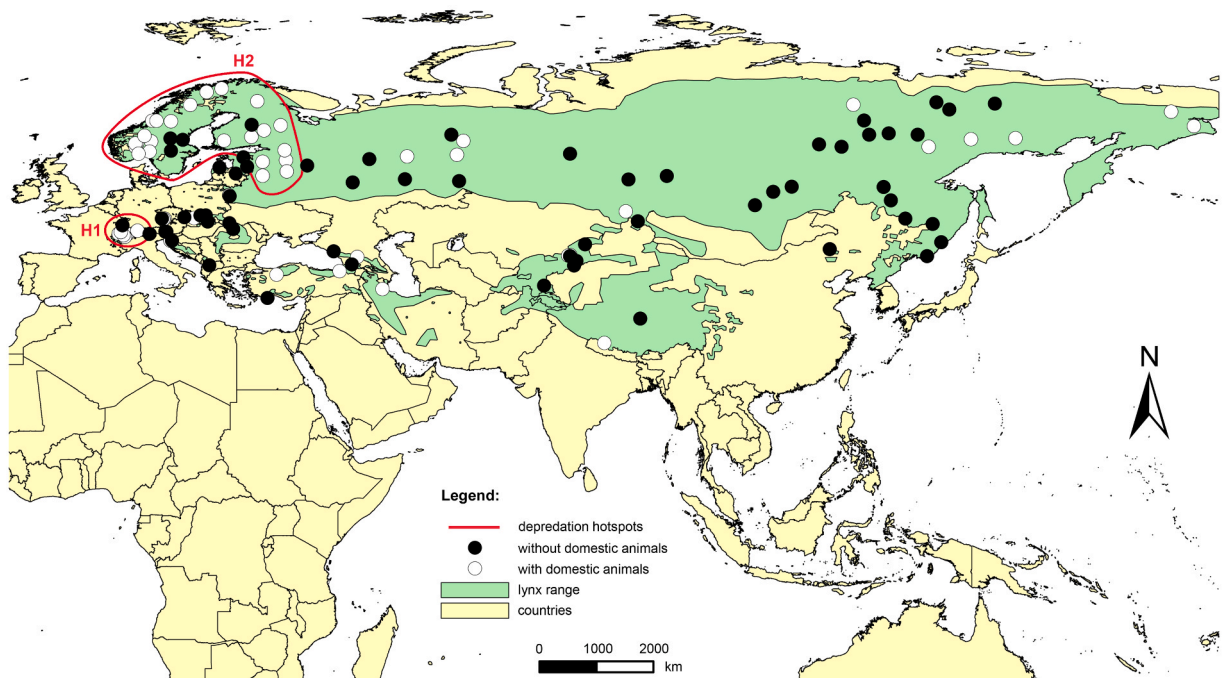 H2
H1
N
Legend:
depredation hotspots
without domestic animals
with domestic animals
lynx range
countries
0 1000 2000
km